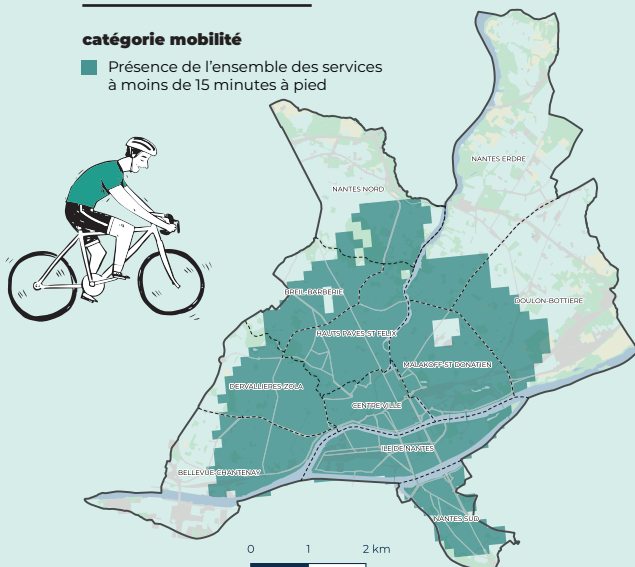 catégorie mobilité
Présence de l'ensemble des services
à moins de 15 minutes à pied
NANTES ERDRE
NANTES NORD
BREIL-BARBERIE
DOULON-BOTTIERE
HAUTS PAVES-ST FELIX
MALAKOFF-ST DONATIEN
DERVALLIERES-ZOLA
CENTRE-VILLE
ILE DE NANTES
BELLEVUE-CHANTENAY
NANTES SUD
0 1 2 km